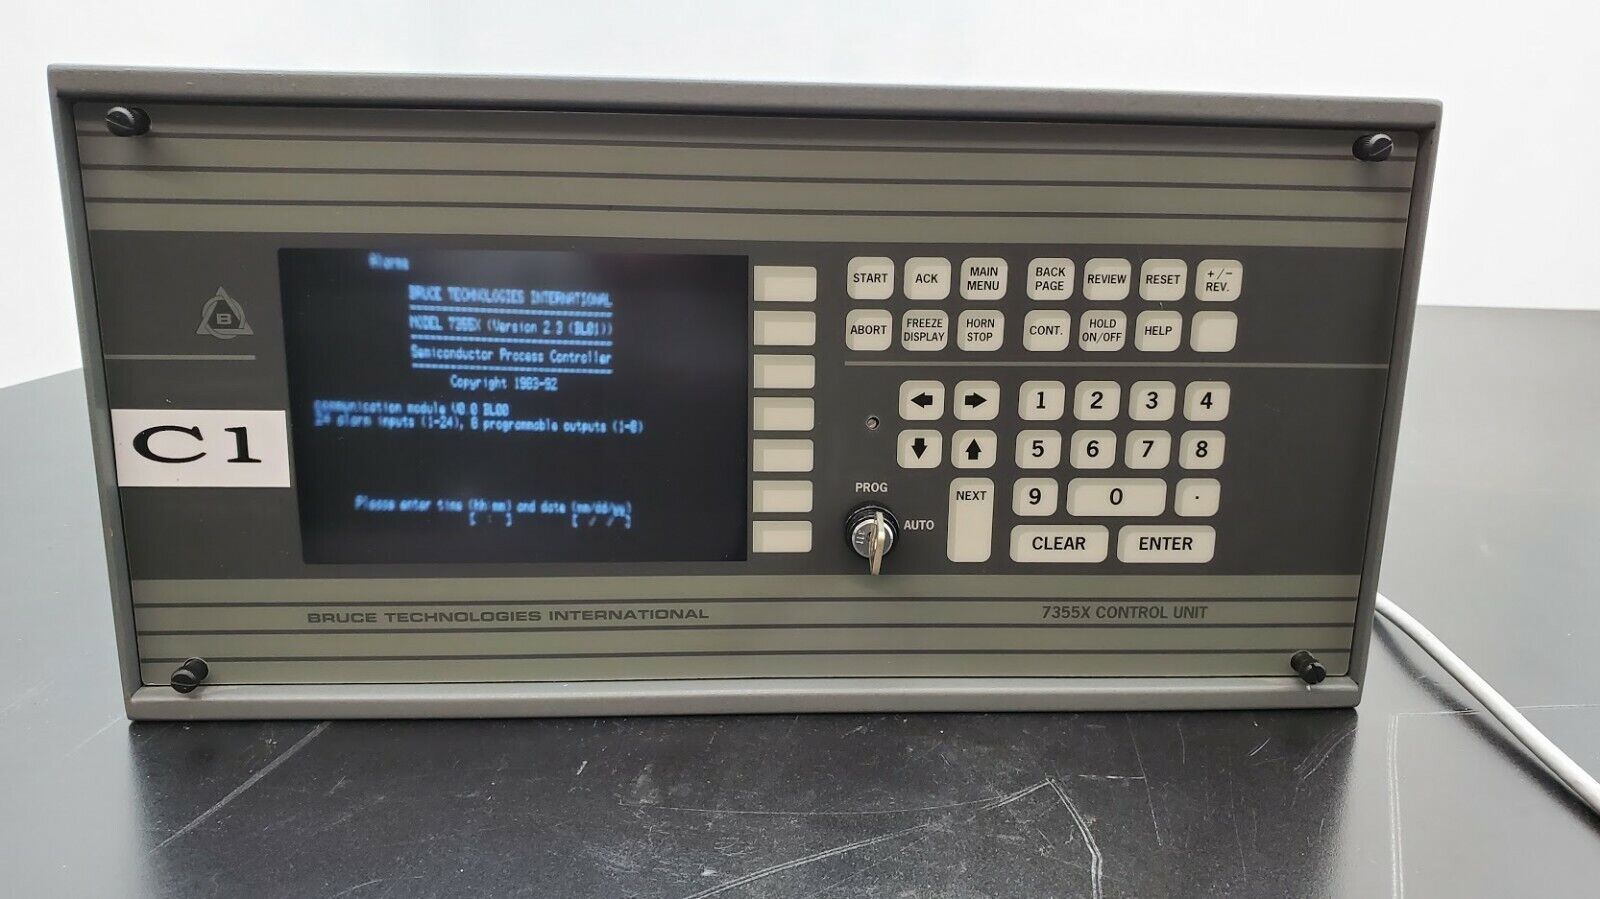 Alarms
BRUCE TECHNOLOGIES INTERNATIONAL
MODEL 7355X (Version 2.3 (BL01))
Semiconductor Process Controller
Copyright 1983-92
communication module V0.0 BL00
24 alarm inputs (1-24), 8 programmable outputs (1-8)
Please enter time (hh:mm) and date (mm/dd/yy)
[ : ] [ / / ]
B
C1
START ACK MAIN MENU BACK PAGE REVIEW RESET +/- REV.
ABORT FREEZE DISPLAY HORN STOP CONT. HOLD ON/OFF HELP
1 2 3 4
5 6 7 8
PROG
AUTO
NEXT
9 0 .
CLEAR ENTER
BRUCE TECHNOLOGIES INTERNATIONAL
7355X CONTROL UNIT